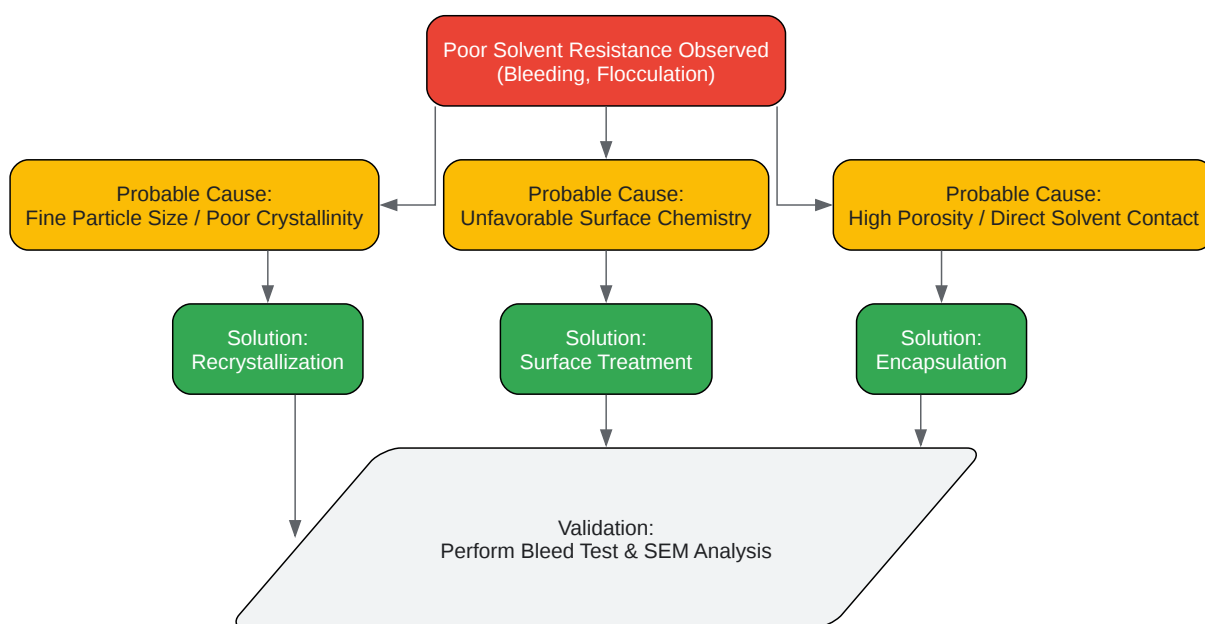 Poor Solvent Resistance Observed
(Bleeding, Flocculation)
Probable Cause:
Fine Particle Size / Poor Crystallinity
Probable Cause:
Unfavorable Surface Chemistry
Probable Cause:
High Porosity / Direct Solvent Contact
Solution:
Recrystallization
Solution:
Surface Treatment
Solution:
Encapsulation
Validation:
Perform Bleed Test & SEM Analysis